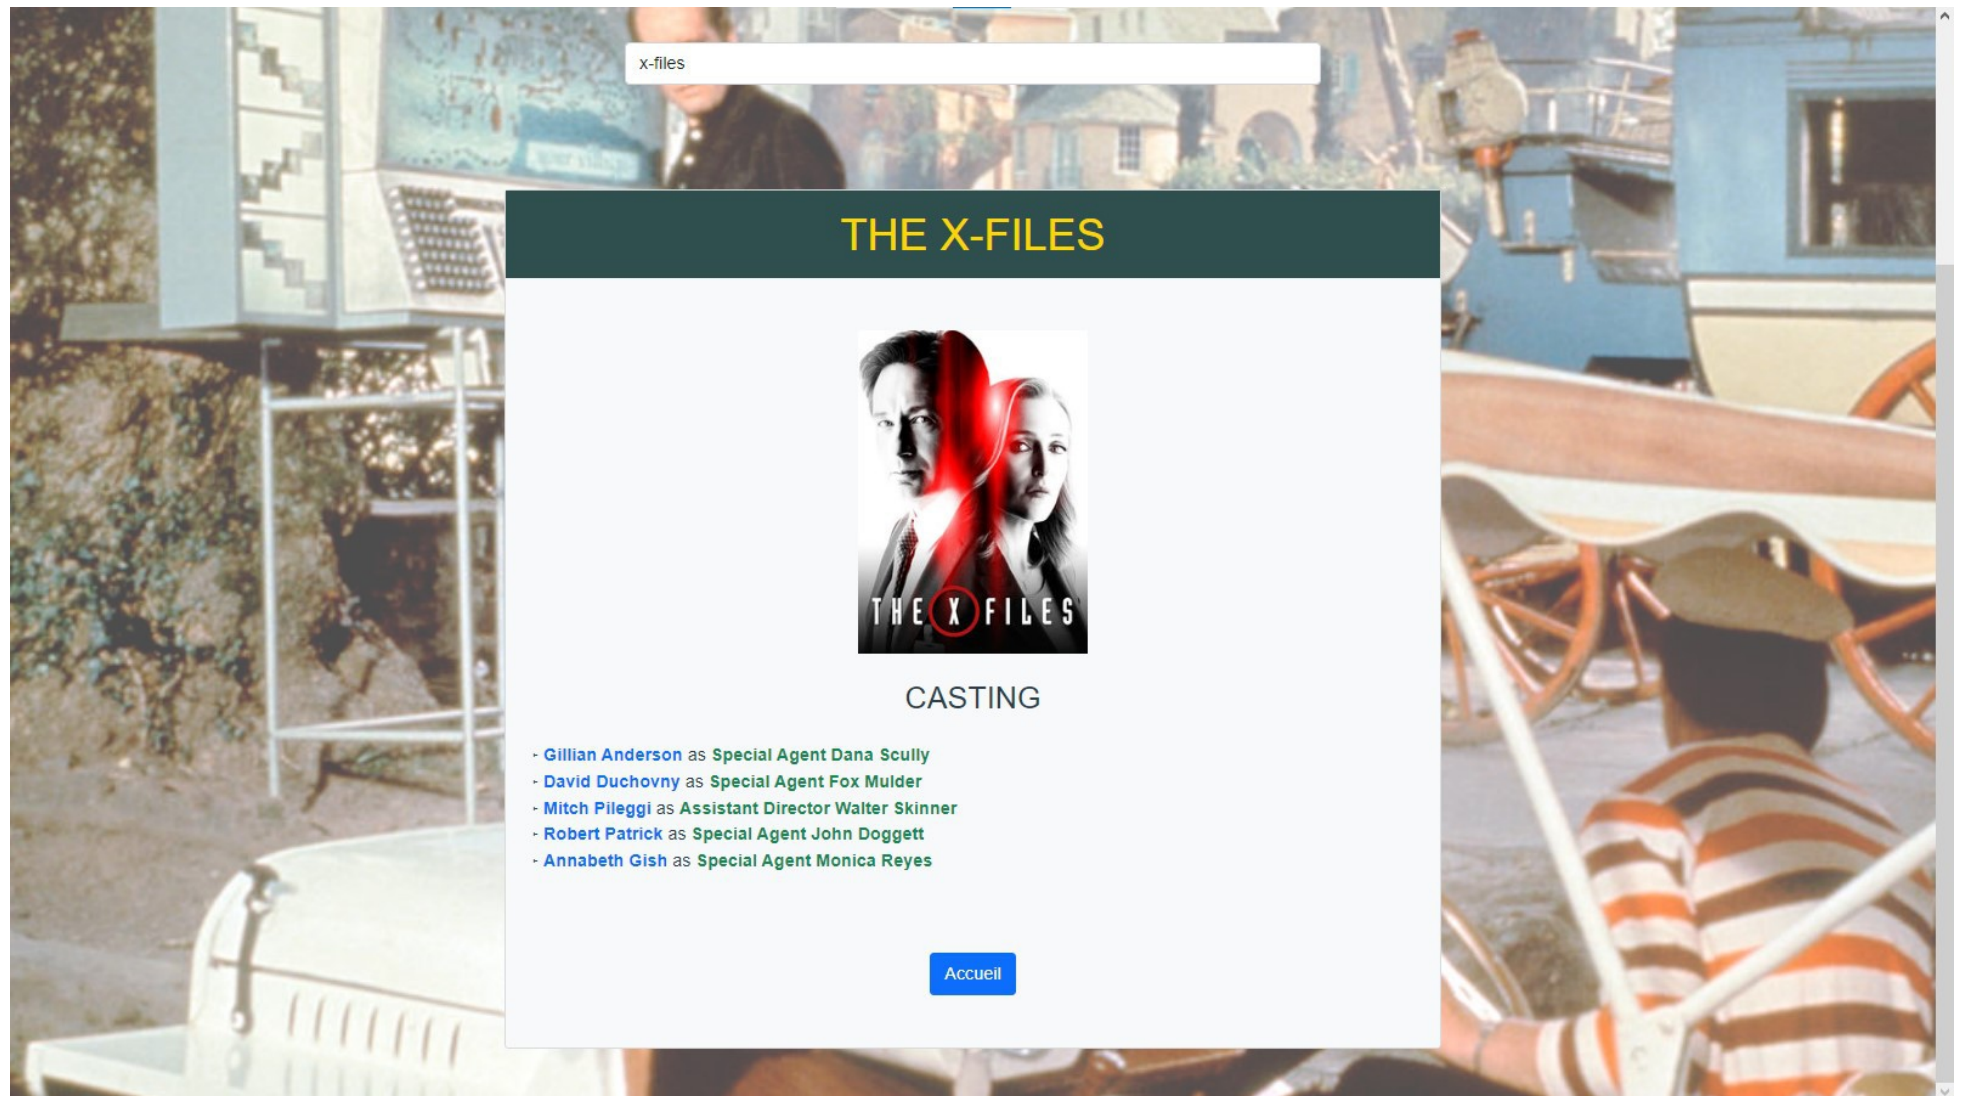 x-files
your village
THE X-FILES
THE X FILES
CASTING
- Gillian Anderson as Special Agent Dana Scully
- David Duchovny as Special Agent Fox Mulder
- Mitch Pileggi as Assistant Director Walter Skinner
- Robert Patrick as Special Agent John Doggett
- Annabeth Gish as Special Agent Monica Reyes
Accueil